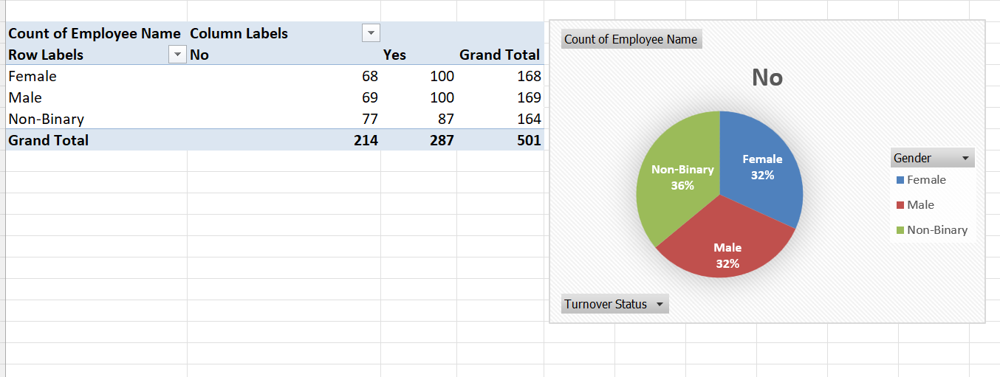 Count of Employee Name Column Labels
Row Labels No Yes Grand Total
Female 68 100 168
Male 69 100 169
Non-Binary 77 87 164
Grand Total 214 287 501
Count of Employee Name
No
Female
32%
Non-Binary
36%
Male
32%
Gender
Female
Male
Non-Binary
Turnover Status